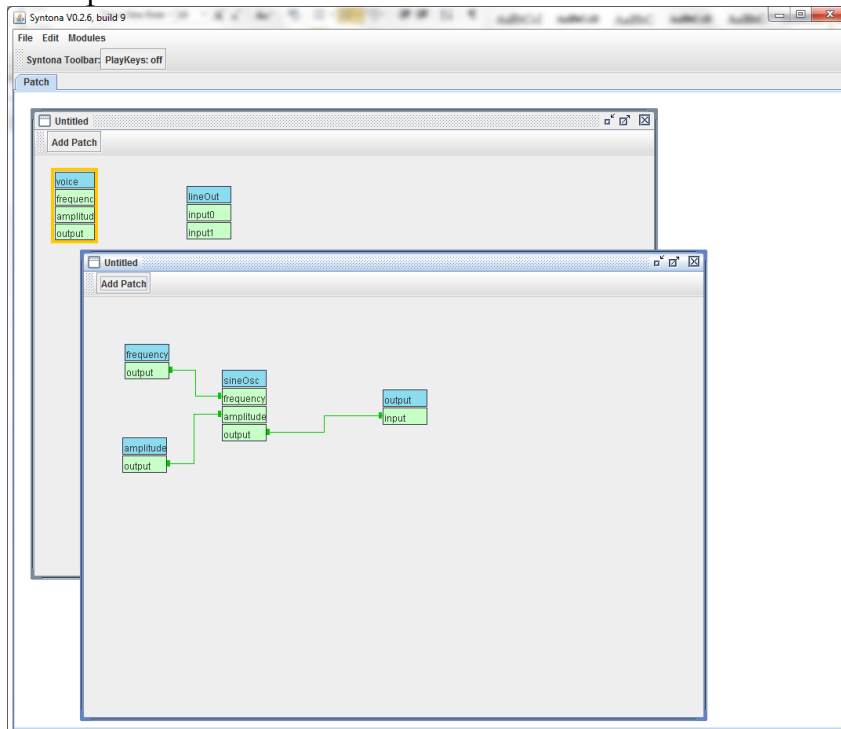 Syntona V0.2.6, build 9
File Edit Modules
Syntona Toolbar: PlayKeys: off
Patch
Untitled
Add Patch
voice
frequenc
amplitud
output
lineOut
input0
input1
Untitled
Add Patch
frequency
output
sineOsc
frequency
amplitude
output
output
input
amplitude
output